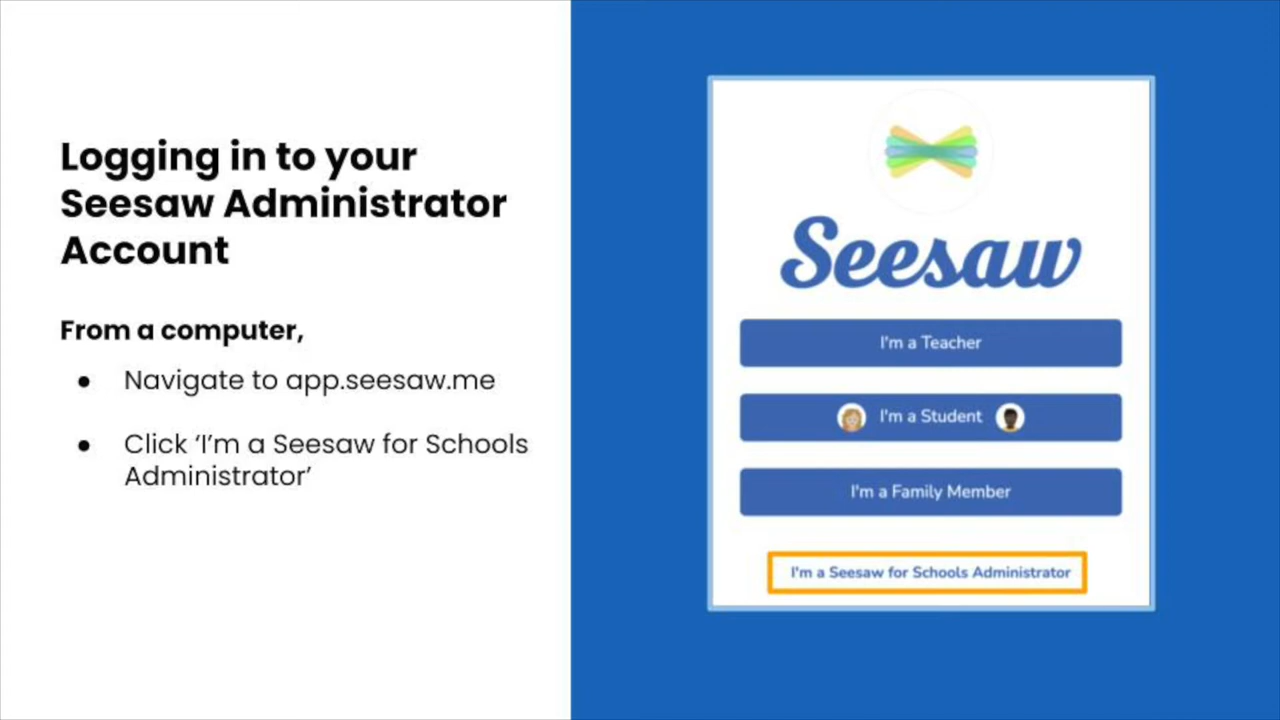 Logging in to your
Seesaw Administrator
Account
From a computer,
● Navigate to app.seesaw.me
● Click ‘I’m a Seesaw for Schools
Administrator’
Seesaw
I'm a Teacher
I'm a Student
I'm a Family Member
I'm a Seesaw for Schools Administrator